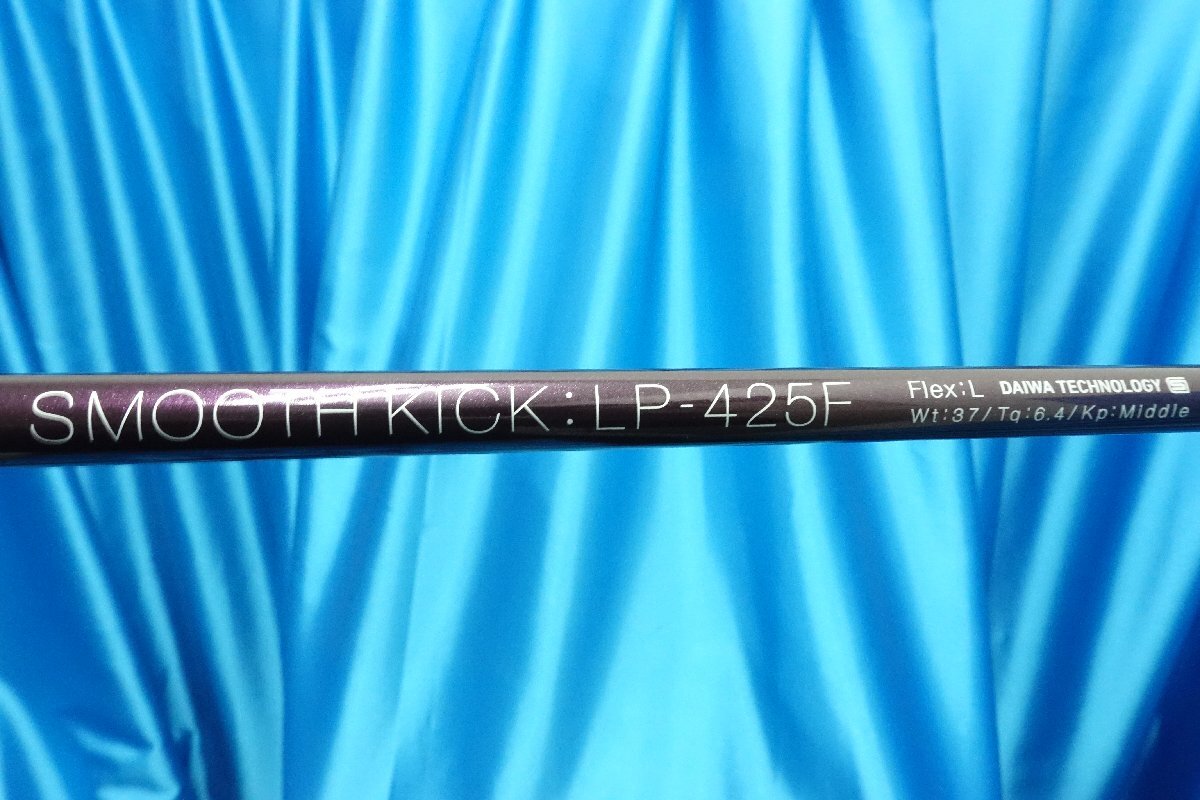 SMOOTH KICK:LP-425F
Flex:L DAIWA TECHNOLOGY S
Wt:37/Tq:6.4/Kp:Middle